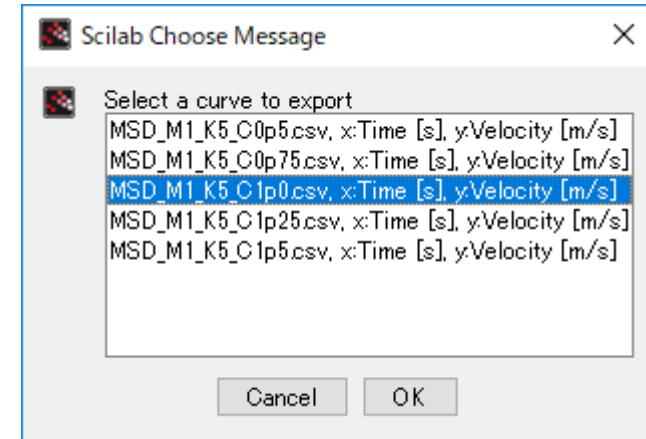 Scilab Choose Message
Select a curve to export
MSD_M1_K5_C0p5.csv, x:Time [s], y:Velocity [m/s]
MSD_M1_K5_C0p75.csv, x:Time [s], y:Velocity [m/s]
MSD_M1_K5_C1p0.csv, x:Time [s], y:Velocity [m/s]
MSD_M1_K5_C1p25.csv, x:Time [s], y:Velocity [m/s]
MSD_M1_K5_C1p5.csv, x:Time [s], y:Velocity [m/s]
Cancel OK